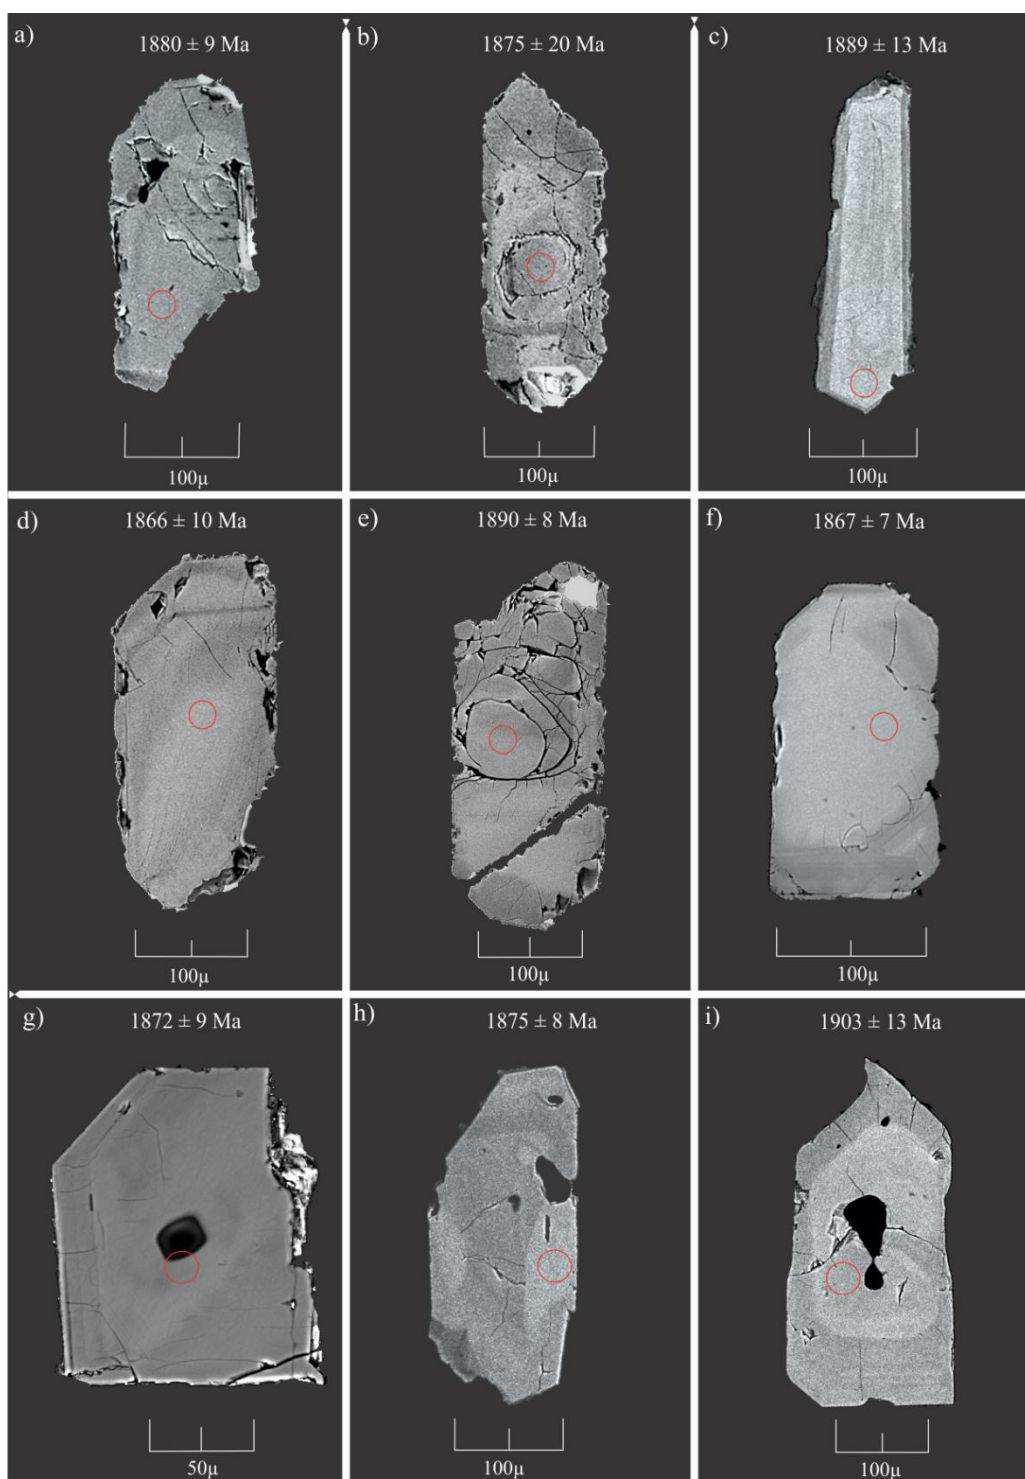 a)
1880 ± 9 Ma
100µ
b)
1875 ± 20 Ma
100µ
c)
1889 ± 13 Ma
100µ
d)
1866 ± 10 Ma
100µ
e)
1890 ± 8 Ma
100µ
f)
1867 ± 7 Ma
100µ
g)
1872 ± 9 Ma
50µ
h)
1875 ± 8 Ma
100µ
i)
1903 ± 13 Ma
100µ